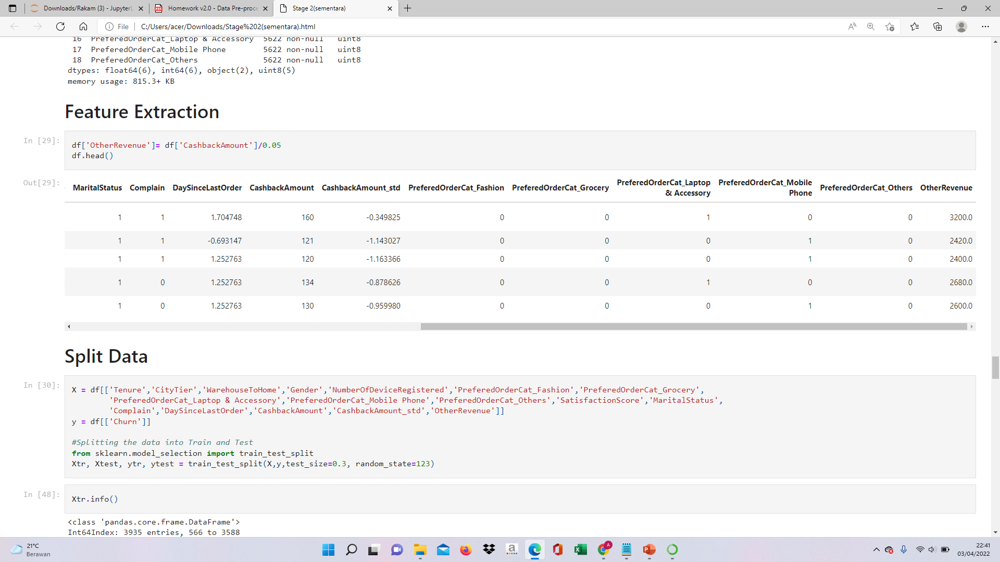 Downloads/Rakam (3) - JupyterL
Homework v2.0 - Data Pre-proce
Stage 2(sementara)
File
C:/Users/acer/Downloads/Stage%202(sementara).html
16 PreferedOrderCat_Laptop & Accessory 5622 non-null uint8
17 PreferedOrderCat_Mobile Phone 5622 non-null uint8
18 PreferedOrderCat_Others 5622 non-null uint8
dtypes: float64(6), int64(6), object(2), uint8(5)
memory usage: 815.3+ KB
Feature Extraction
In [29]:
df['OtherRevenue']= df['CashbackAmount']/0.05
df.head()
Out[29]:
MaritalStatus Complain DaySinceLastOrder CashbackAmount CashbackAmount_std PreferedOrderCat_Fashion PreferedOrderCat_Grocery PreferedOrderCat_Laptop & Accessory PreferedOrderCat_Mobile Phone PreferedOrderCat_Others OtherRevenue
1 1 1.704748 160 -0.349825 0 0 1 0 0 3200.0
1 1 -0.693147 121 -1.143027 0 0 0 1 0 2420.0
1 1 1.252763 120 -1.163366 0 0 0 1 0 2400.0
1 0 1.252763 134 -0.878626 0 0 1 0 0 2680.0
1 0 1.252763 130 -0.959980 0 0 0 1 0 2600.0
Split Data
In [30]:
X = df[['Tenure','CityTier','WarehouseToHome','Gender','NumberOfDeviceRegistered','PreferedOrderCat_Fashion','PreferedOrderCat_Grocery',
'PreferedOrderCat_Laptop & Accessory','PreferedOrderCat_Mobile Phone','PreferedOrderCat_Others','SatisfactionScore','MaritalStatus',
'Complain','DaySinceLastOrder','CashbackAmount','CashbackAmount_std','OtherRevenue']]
y = df[['Churn']]
#Splitting the data into Train and Test
from sklearn.model_selection import train_test_split
Xtr, Xtest, ytr, ytest = train_test_split(X,y,test_size=0.3, random_state=123)
In [48]:
Xtr.info()
<class 'pandas.core.frame.DataFrame'>
Int64Index: 3935 entries, 566 to 3588
21°C
Berawan
22:41
03/04/2022